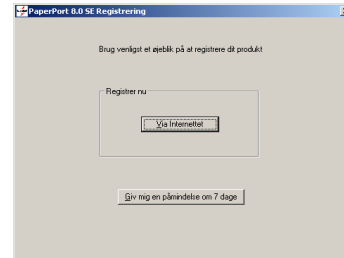 PaperPort 8.0 SE Registrering
Brug venligst et øjeblik på at registrere dit produkt
Registrer nu
Via Internettet
Giv mig en påmindelse om 7 dage